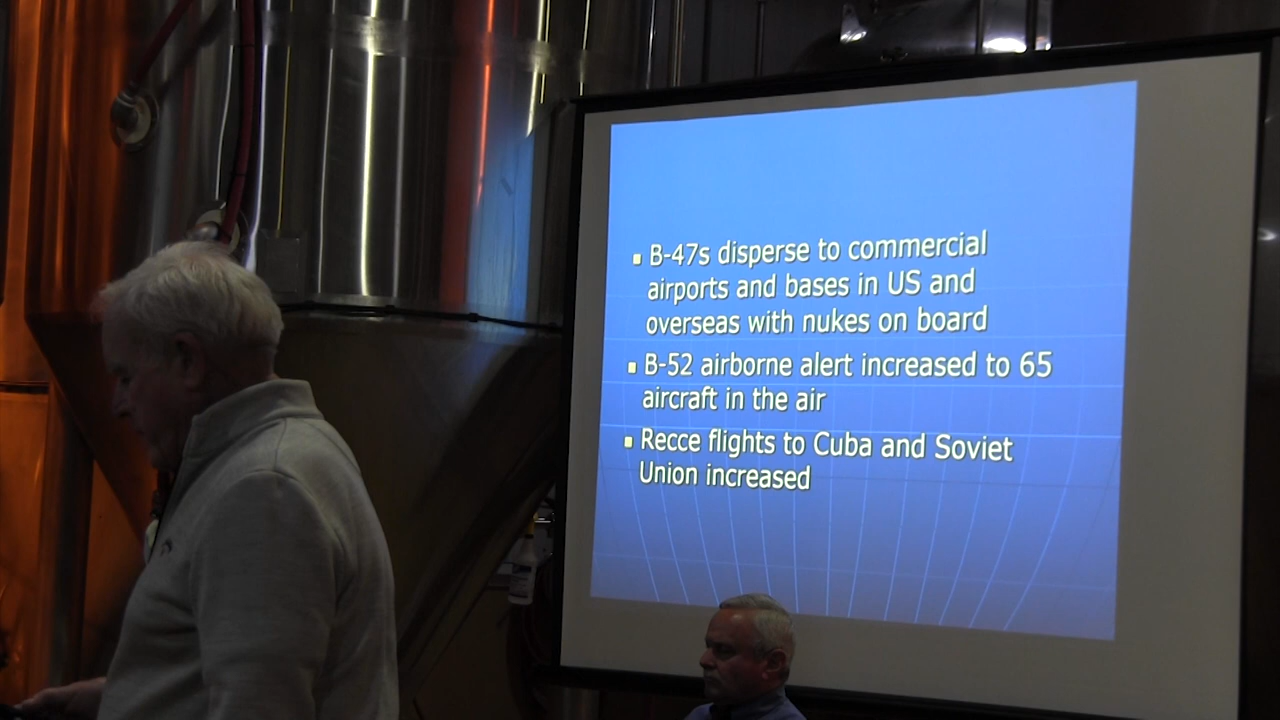 B-47s disperse to commercial
airports and bases in US and
overseas with nukes on board
B-52 airborne alert increased to 65
aircraft in the air
Recce flights to Cuba and Soviet
Union increased